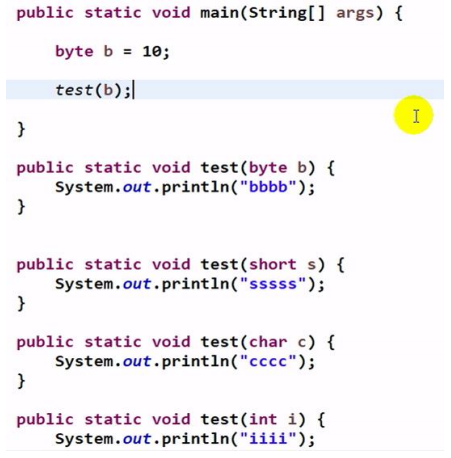 public static void main(String[] args) {
byte b = 10;
test(b);
}
public static void test(byte b) {
System.out.println("bbbb");
}
public static void test(short s) {
System.out.println("sssss");
}
public static void test(char c) {
System.out.println("cccc");
}
public static void test(int i) {
System.out.println("iiii");